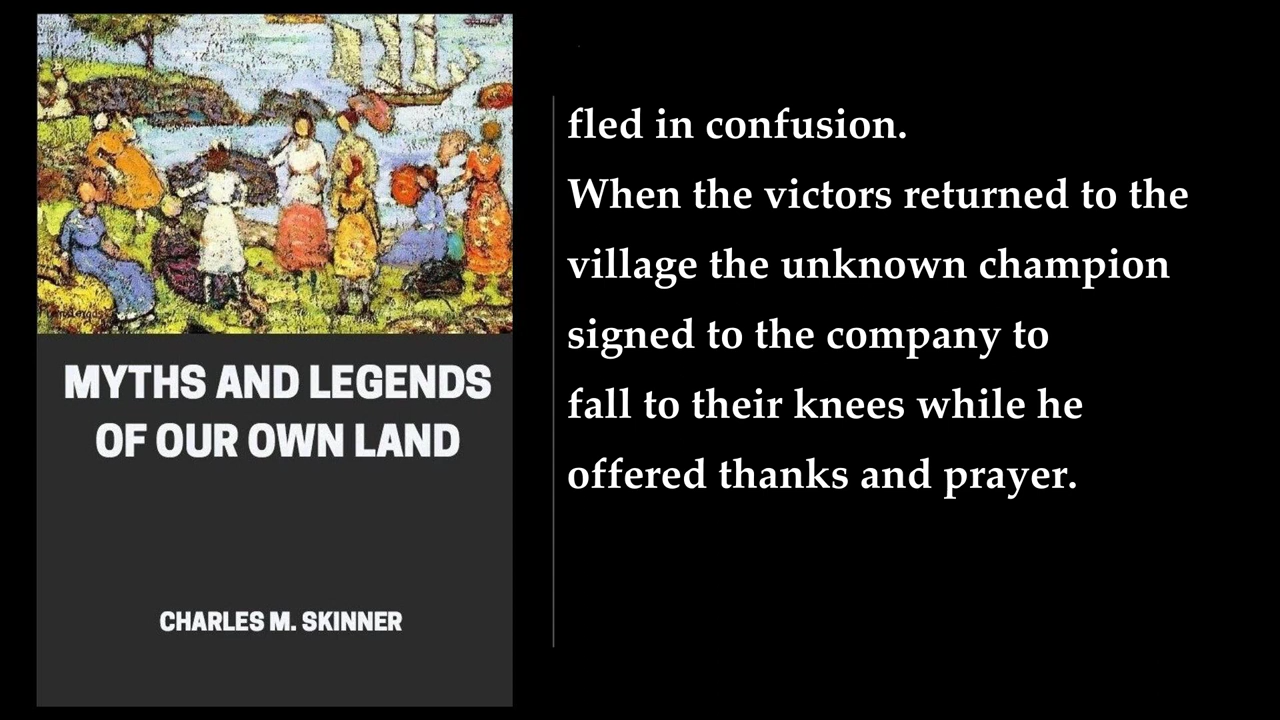 MYTHS AND LEGENDS
OF OUR OWN LAND
CHARLES M. SKINNER
fled in confusion.
When the victors returned to the
village the unknown champion
signed to the company to
fall to their knees while he
offered thanks and prayer.